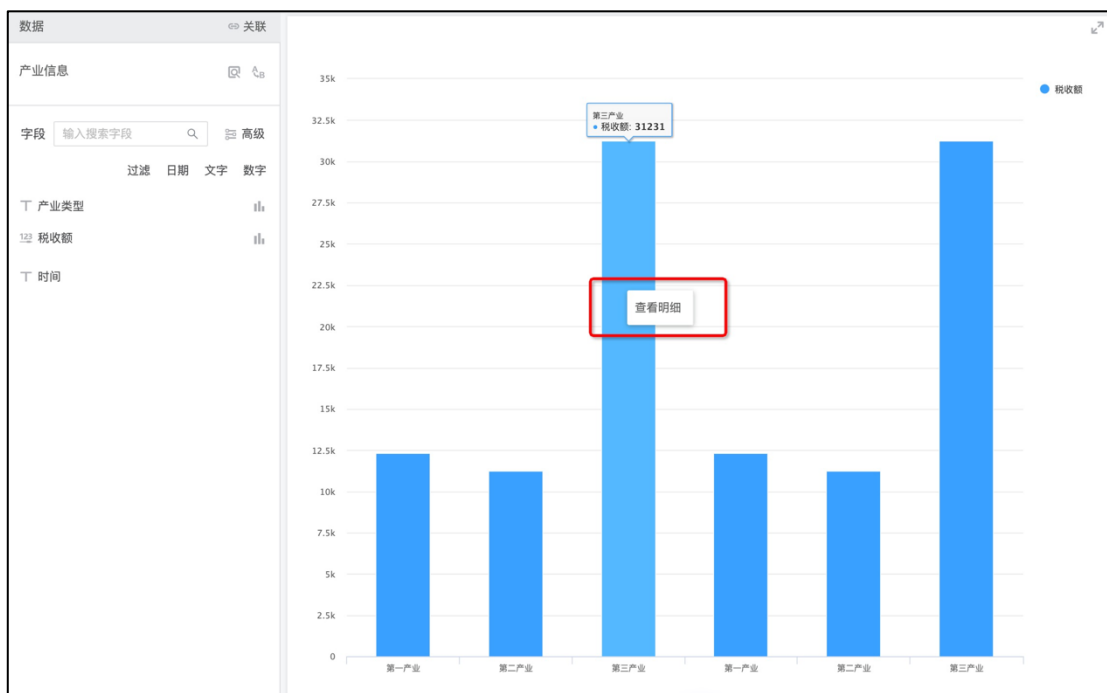 数据 关联
产业信息
字段 输入搜索字段 高级
过滤 日期 文字 数字
产业类型
123 税收额
时间
35k
32.5k
30k
27.5k
25k
22.5k
20k
17.5k
15k
12.5k
10k
7.5k
5k
2.5k
0
税收额
第三产业
税收额: 31231
查看明细
第一产业 第二产业 第三产业 第一产业 第二产业 第三产业